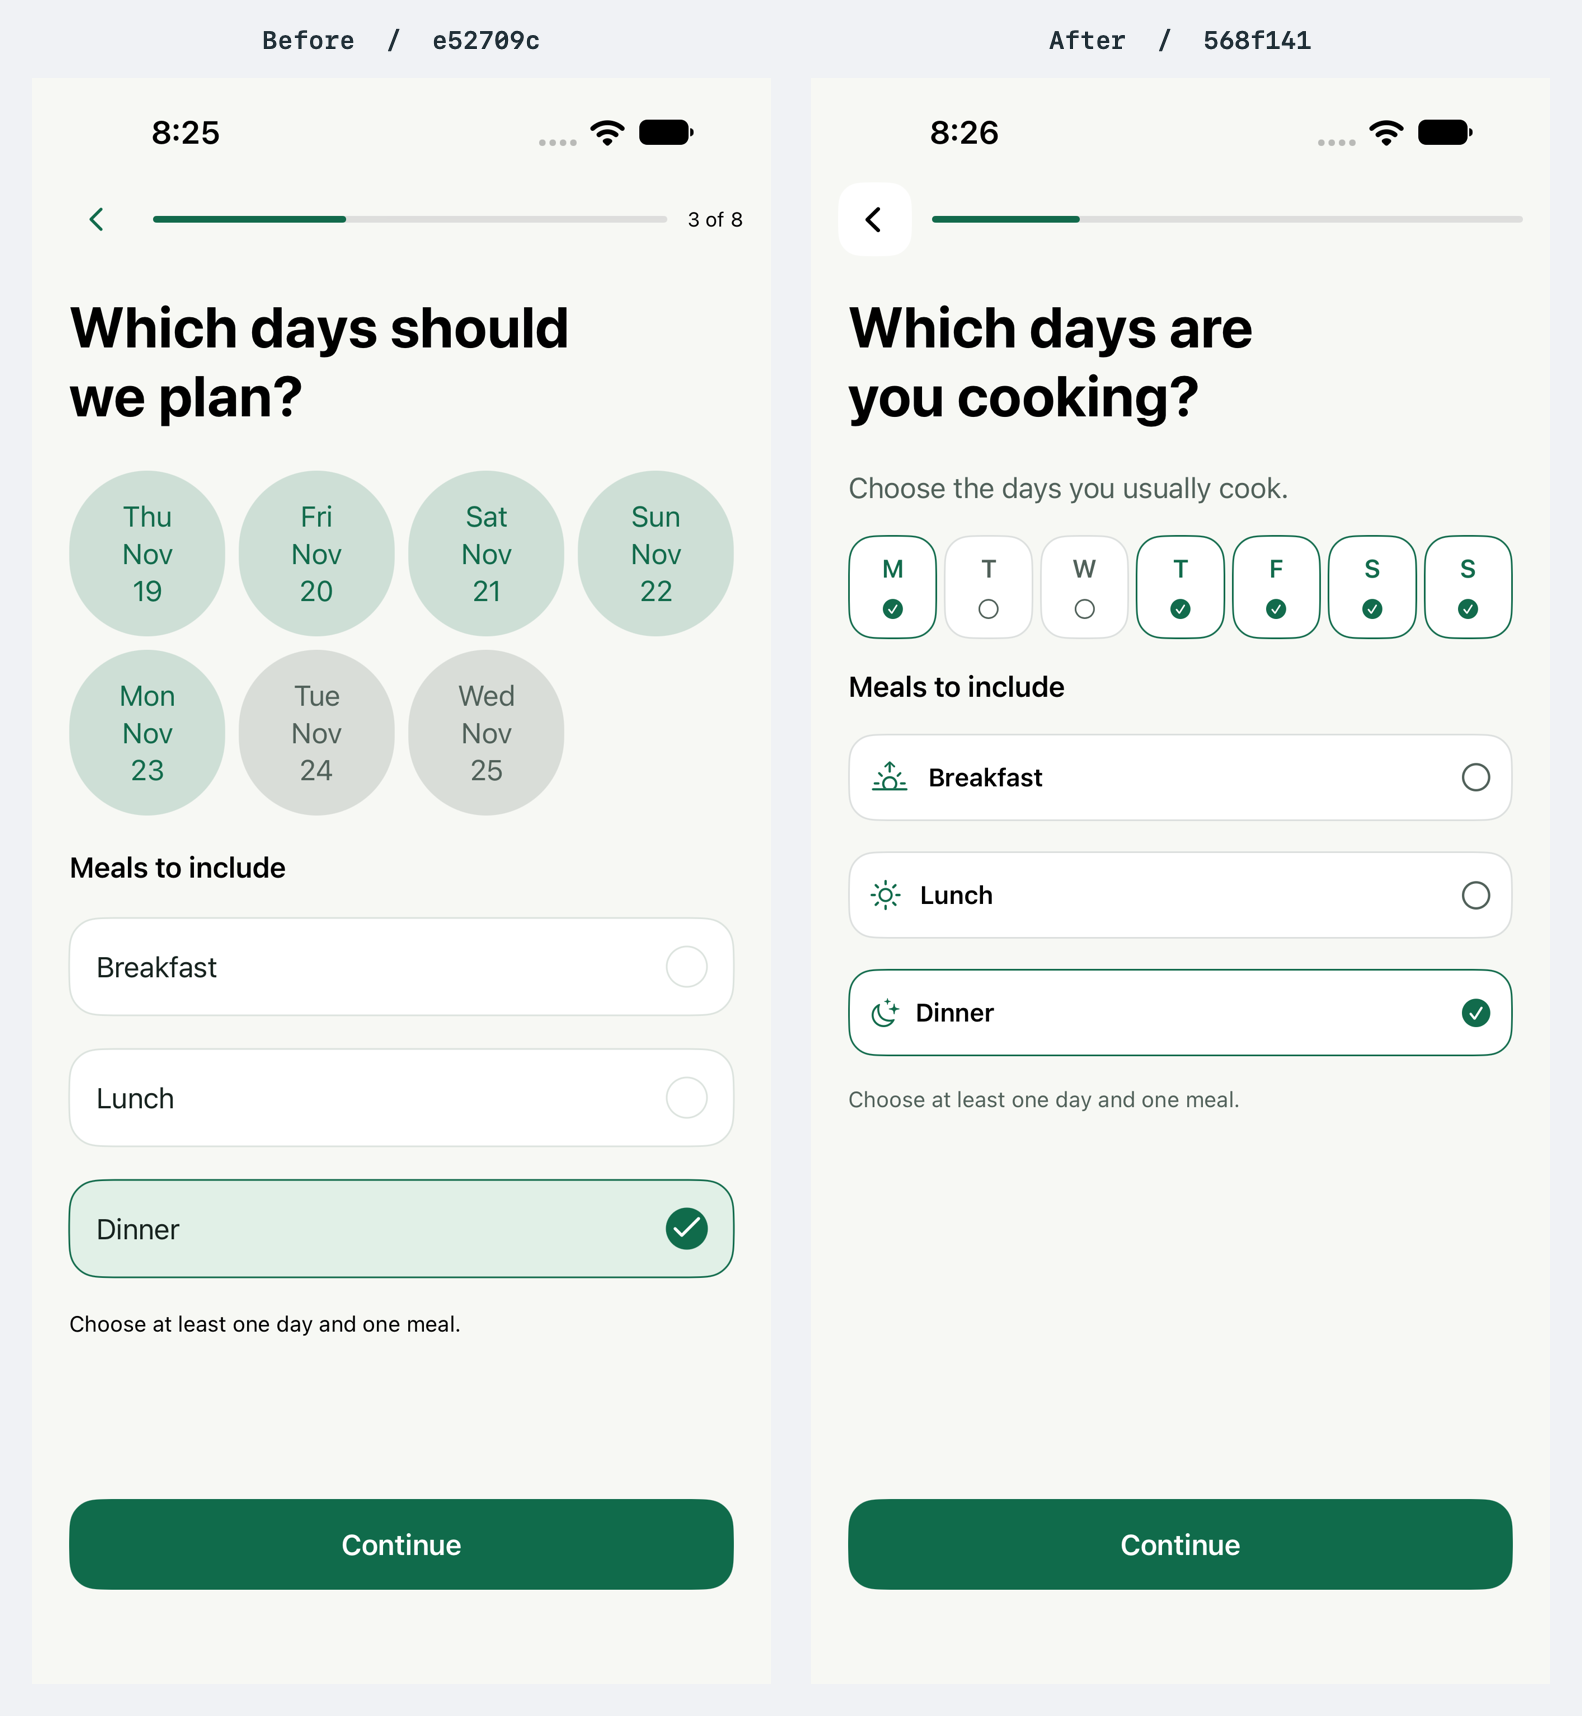 Before / e52709c
8:25
3 of 8
Which days should
we plan?
Thu
Nov
19
Fri
Nov
20
Sat
Nov
21
Sun
Nov
22
Mon
Nov
23
Tue
Nov
24
Wed
Nov
25
Meals to include
Breakfast
Lunch
Dinner
Choose at least one day and one meal.
Continue
After / 568f141
8:26
Which days are
you cooking?
Choose the days you usually cook.
M T W T F S S
Meals to include
Breakfast
Lunch
Dinner
Choose at least one day and one meal.
Continue